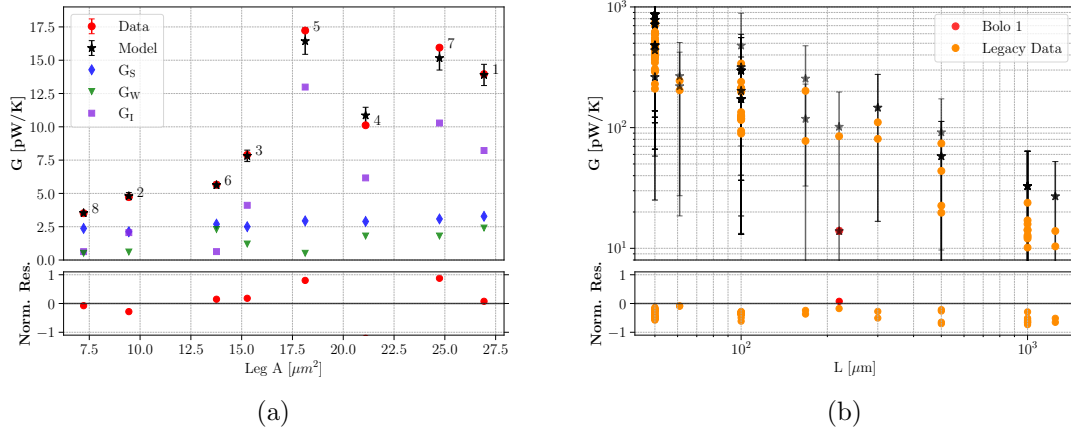 17.5
15.0
12.5
10.0
7.5
5.0
2.5
0.0
G [pW/K]
Data
Model
G_S
G_W
G_I
8
2
6
3
5
4
7
1
1
0
−1
Norm. Res.
7.5 10.0 12.5 15.0 17.5 20.0 22.5 25.0 27.5
Leg A [μm²]
(a)
10³
10²
10¹
G [pW/K]
Bolo 1
Legacy Data
1
0
−1
Norm. Res.
10² 10³
L [μm]
(b)